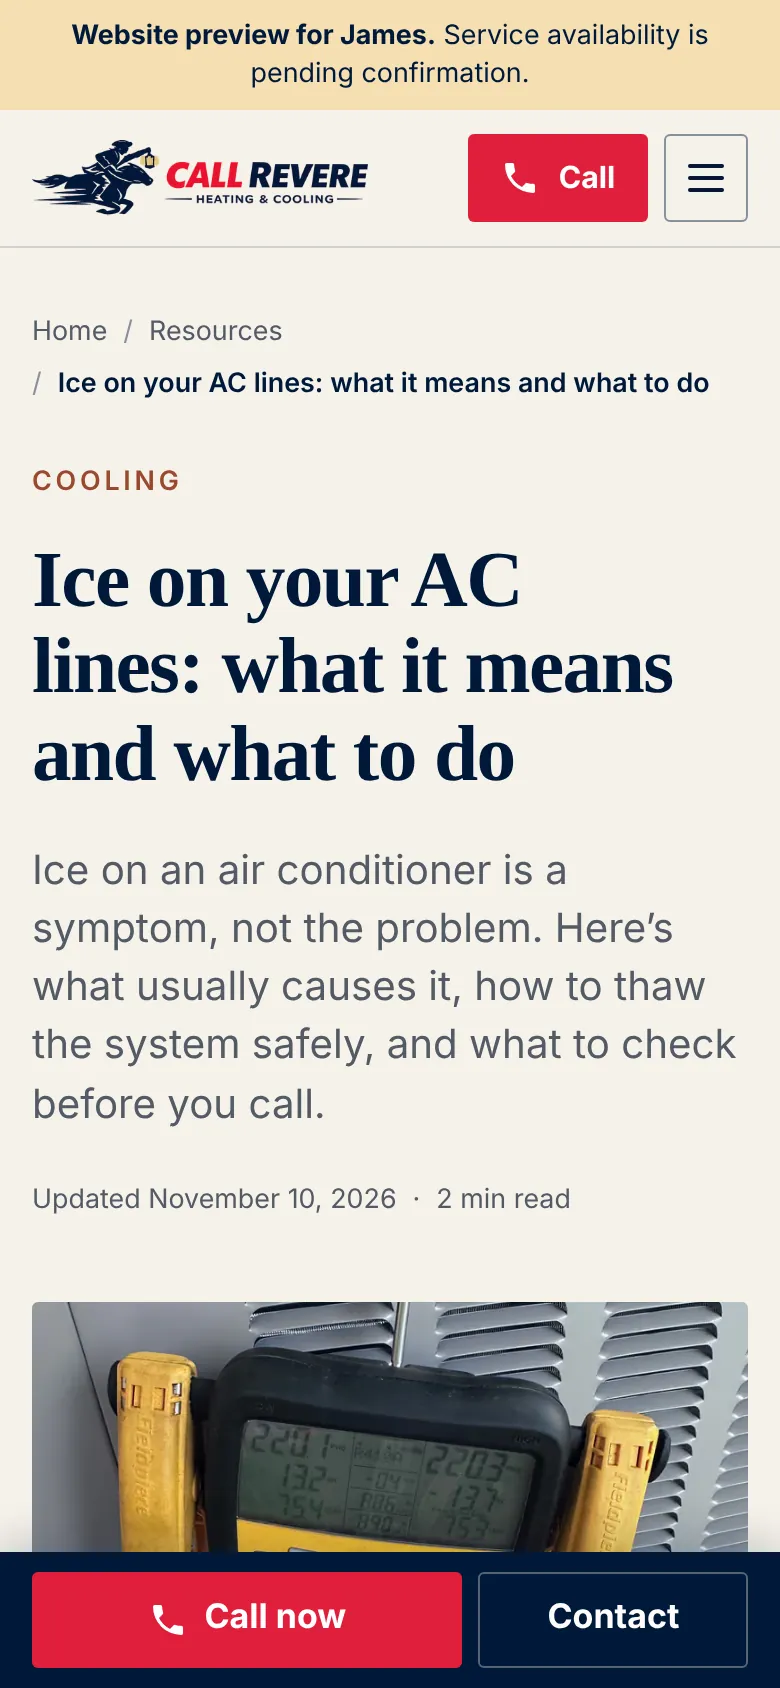 Website preview for James. Service availability is
pending confirmation.
CALL REVERE
HEATING & COOLING
Call
Home / Resources
/ Ice on your AC lines: what it means and what to do
COOLING
Ice on your AC
lines: what it means
and what to do
Ice on an air conditioner is a
symptom, not the problem. Here’s
what usually causes it, how to thaw
the system safely, and what to check
before you call.
Updated November 10, 2026 · 2 min read
Fieldpiece
Fieldpiece
Call now
Contact